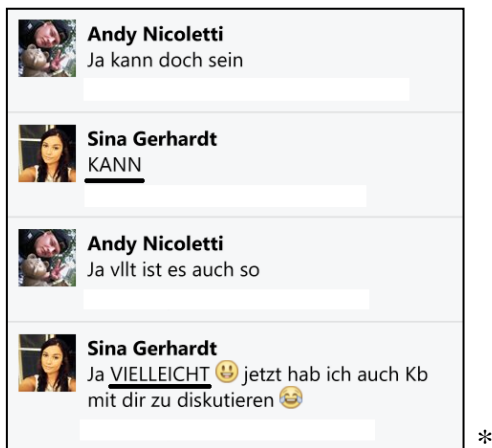 Andy Nicoletti
Ja kann doch sein
Sina Gerhardt
KANN
Andy Nicoletti
Ja vllt ist es auch so
Sina Gerhardt
Ja VIELLEICHT 😃 jetzt hab ich auch Kb
mit dir zu diskutieren 😂
*